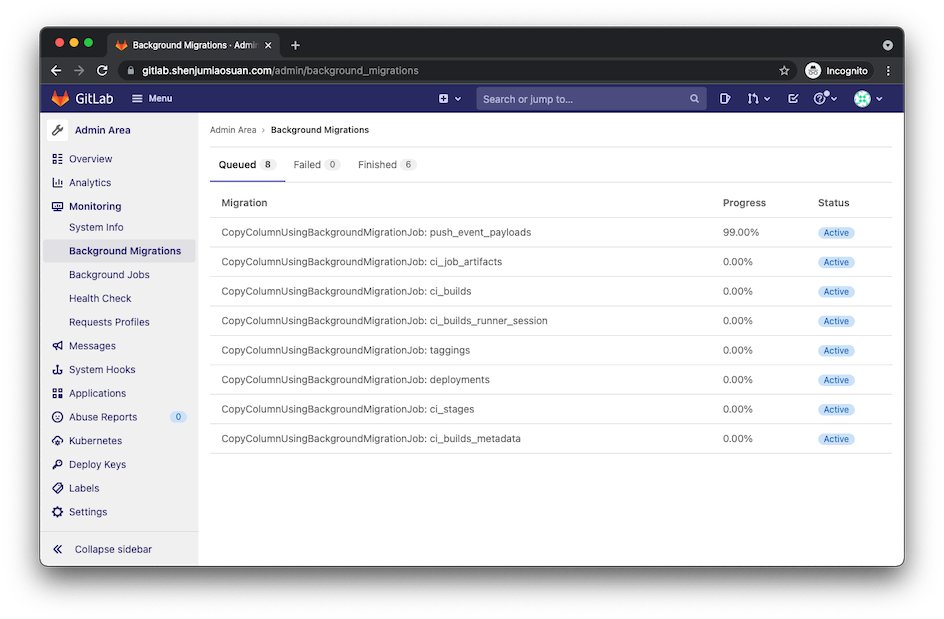 Background Migrations · Admi
gitlab.shenjumiaosuan.com/admin/background_migrations
Incognito
GitLab
Menu
Search or jump to...
Admin Area
Overview
Analytics
Monitoring
System Info
Background Migrations
Background Jobs
Health Check
Requests Profiles
Messages
System Hooks
Applications
Abuse Reports 0
Kubernetes
Deploy Keys
Labels
Settings
Collapse sidebar
Admin Area › Background Migrations
Queued 8 Failed 0 Finished 6
Migration Progress Status
CopyColumnUsingBackgroundMigrationJob: push_event_payloads 99.00% Active
CopyColumnUsingBackgroundMigrationJob: ci_job_artifacts 0.00% Active
CopyColumnUsingBackgroundMigrationJob: ci_builds 0.00% Active
CopyColumnUsingBackgroundMigrationJob: ci_builds_runner_session 0.00% Active
CopyColumnUsingBackgroundMigrationJob: taggings 0.00% Active
CopyColumnUsingBackgroundMigrationJob: deployments 0.00% Active
CopyColumnUsingBackgroundMigrationJob: ci_stages 0.00% Active
CopyColumnUsingBackgroundMigrationJob: ci_builds_metadata 0.00% Active